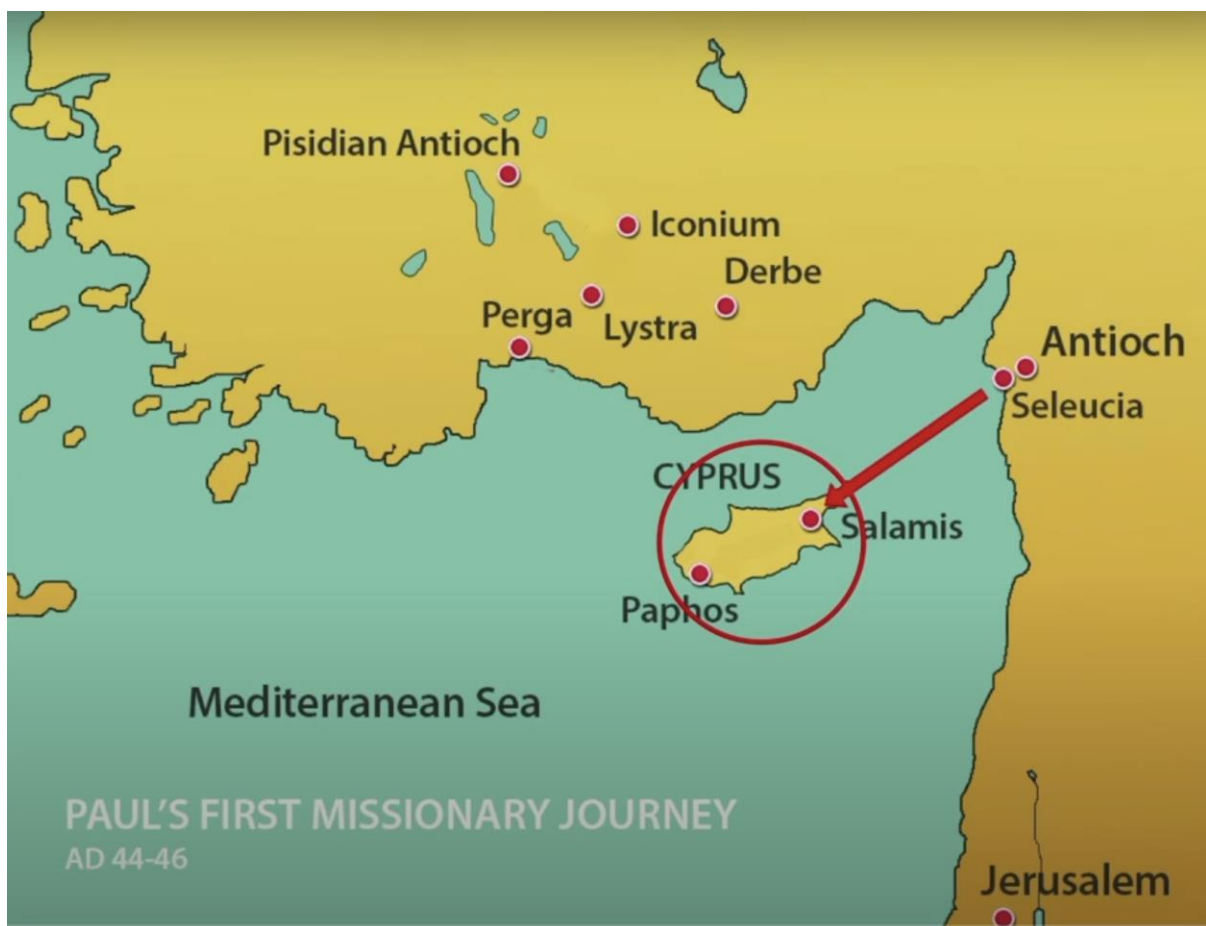 Pisidian Antioch
Iconium
Derbe
Perga
Lystra
Antioch
Seleucia
CYPRUS
Salamis
Paphos
Mediterranean Sea
PAUL'S FIRST MISSIONARY JOURNEY
AD 44-46
Jerusalem